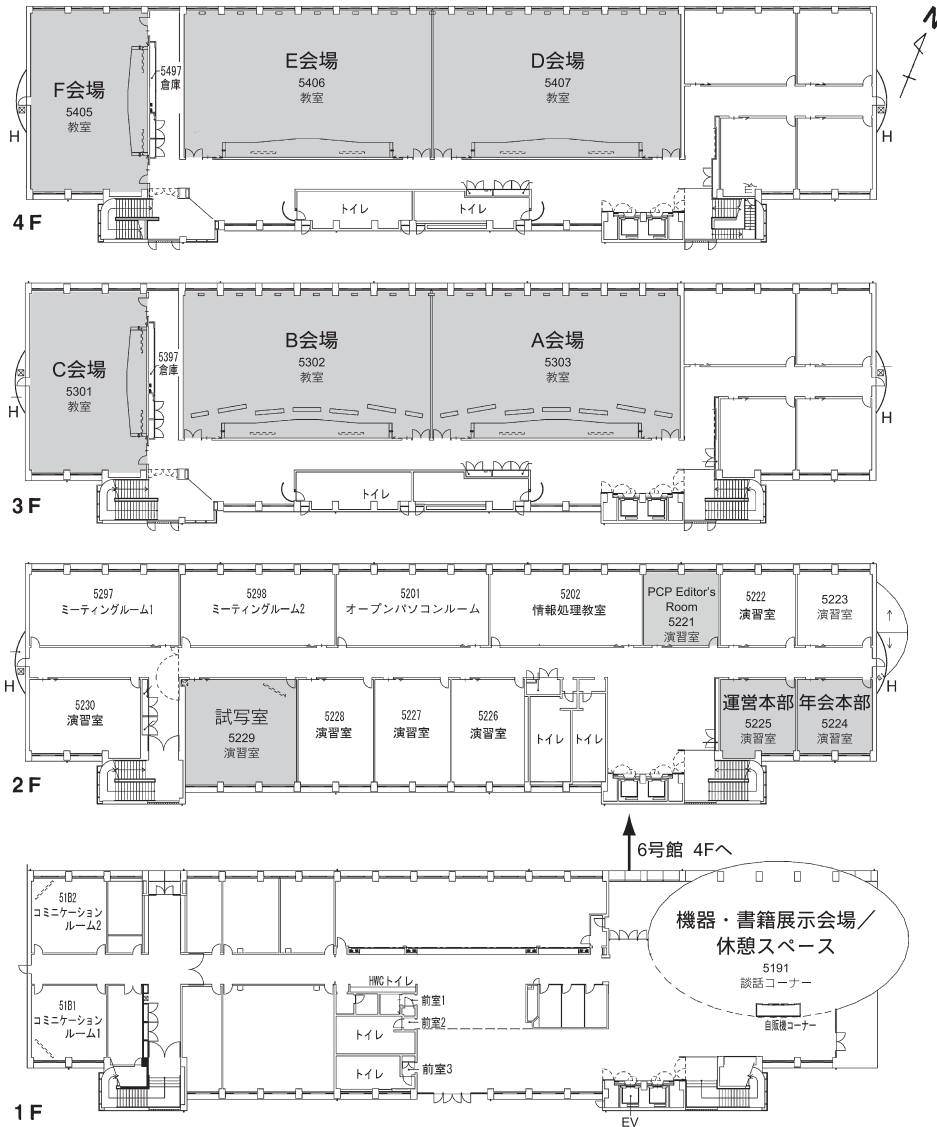 N
F会場
5405
教室
5497
倉庫
E会場
5406
教室
D会場
5407
教室
H
H
トイレ
トイレ
4F
C会場
5301
教室
5397
倉庫
B会場
5302
教室
A会場
5303
教室
H
H
トイレ
3F
5297
ミーティングルーム1
5298
ミーティングルーム2
5201
オープンパソコンルーム
5202
情報処理教室
PCP Editor's
Room
5221
演習室
5222
演習室
5223
演習室
H
H
5230
演習室
試写室
5229
演習室
5228
演習室
5227
演習室
5226
演習室
トイレ
トイレ
運営本部
5225
演習室
年会本部
5224
演習室
2F
6号館 4Fへ
51B2
コミニケーション
ルーム2
機器・書籍展示会場/
休憩スペース
5191
談話コーナー
自販機コーナー
HWCトイレ
前室1
前室2
トイレ
前室3
トイレ
51B1
コミニケーション
ルーム1
1F
EV